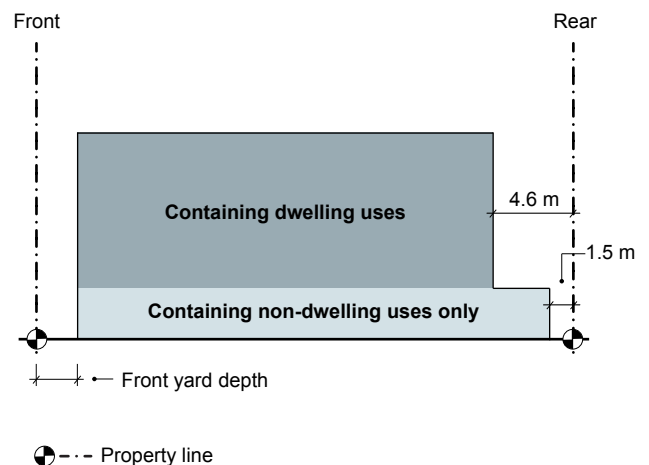 Front
Rear
4.6 m
Containing dwelling uses
1.5 m
Containing non-dwelling uses only
Front yard depth
Property line